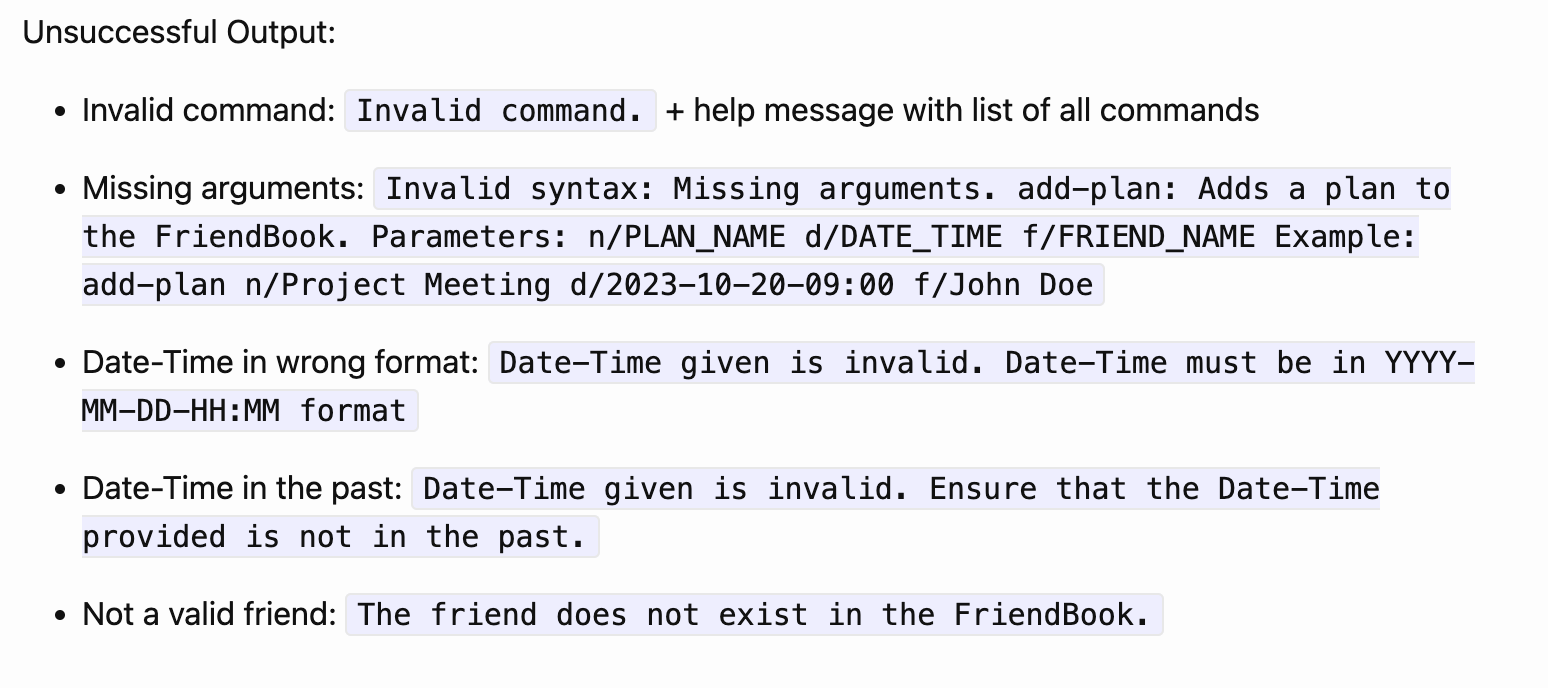 Unsuccessful Output:
• Invalid command: Invalid command. + help message with list of all commands
• Missing arguments: Invalid syntax: Missing arguments. add-plan: Adds a plan to
the FriendBook. Parameters: n/PLAN_NAME d/DATE_TIME f/FRIEND_NAME Example:
add-plan n/Project Meeting d/2023-10-20-09:00 f/John Doe
• Date-Time in wrong format: Date-Time given is invalid. Date-Time must be in YYYY-
MM-DD-HH:MM format
• Date-Time in the past: Date-Time given is invalid. Ensure that the Date-Time
provided is not in the past.
• Not a valid friend: The friend does not exist in the FriendBook.